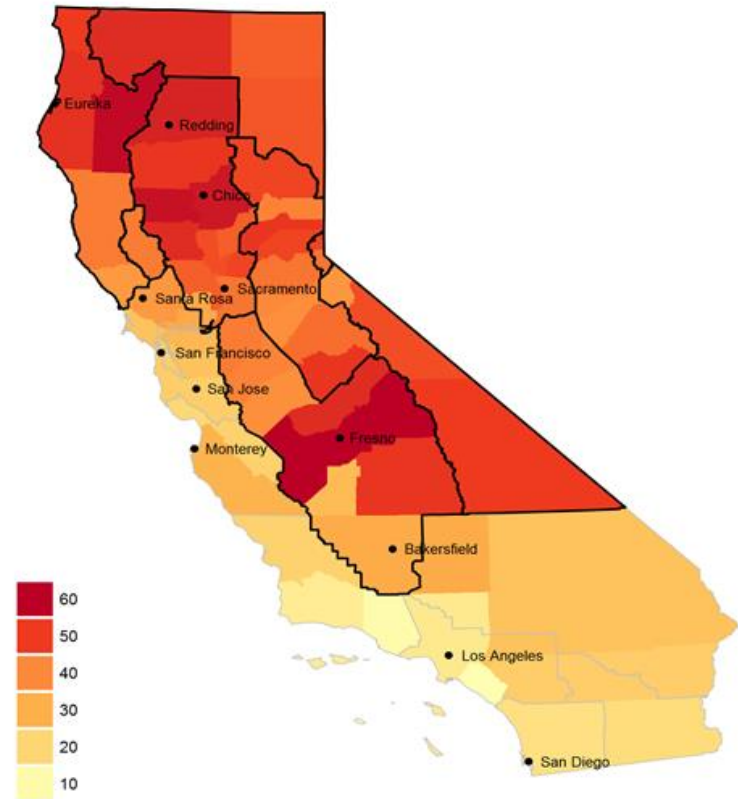 Eureka
Redding
Chico
Sacramento
Santa Rosa
San Francisco
San Jose
Fresno
Monterey
Bakersfield
60
50
40
30
20
10
Los Angeles
San Diego